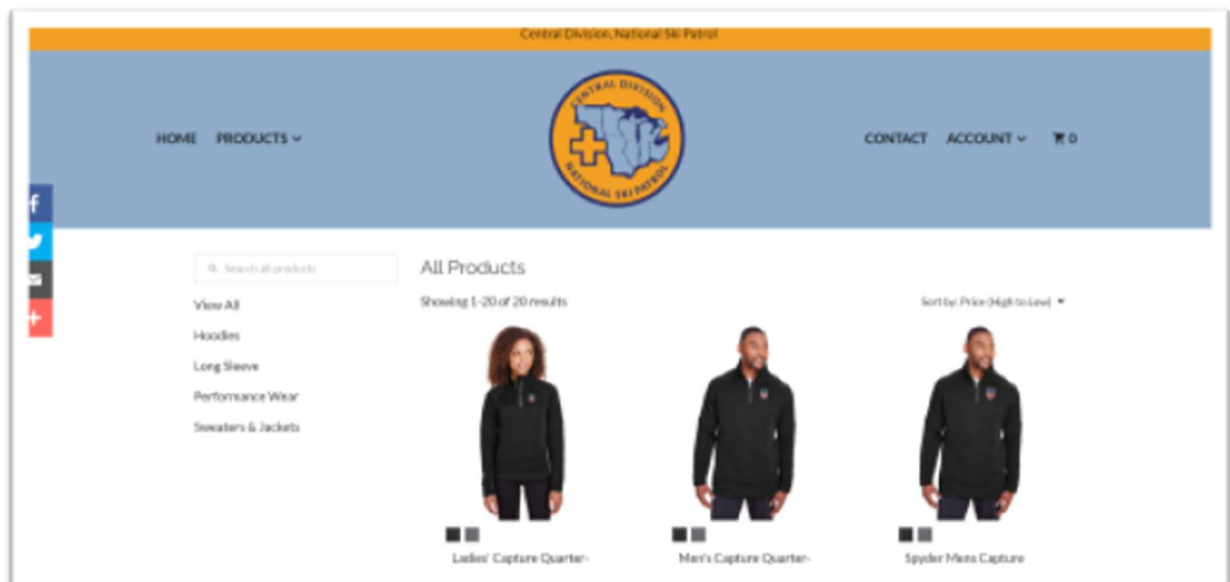 Central Division, National Ski Patrol
HOME PRODUCTS
CENTRAL DIVISION
NATIONAL SKI PATROL
CONTACT ACCOUNT 0
Search all products
View All
Hoodies
Long Sleeve
Performance Wear
Sweaters & Jackets
All Products
Showing 1-20 of 20 results
Sort by: Price (High to Low)
Ladies' Capture Quarter-
Men's Capture Quarter-
Spyder Mens Capture